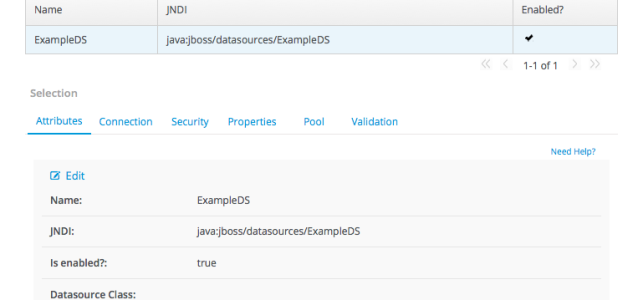 Name JNDI Enabled?
ExampleDS java:jboss/datasources/ExampleDS ✔
« < 1-1 of 1 > »
Selection
Attributes Connection Security Properties Pool Validation
Need Help?
Edit
Name: ExampleDS
JNDI: java:jboss/datasources/ExampleDS
Is enabled?: true
Datasource Class: